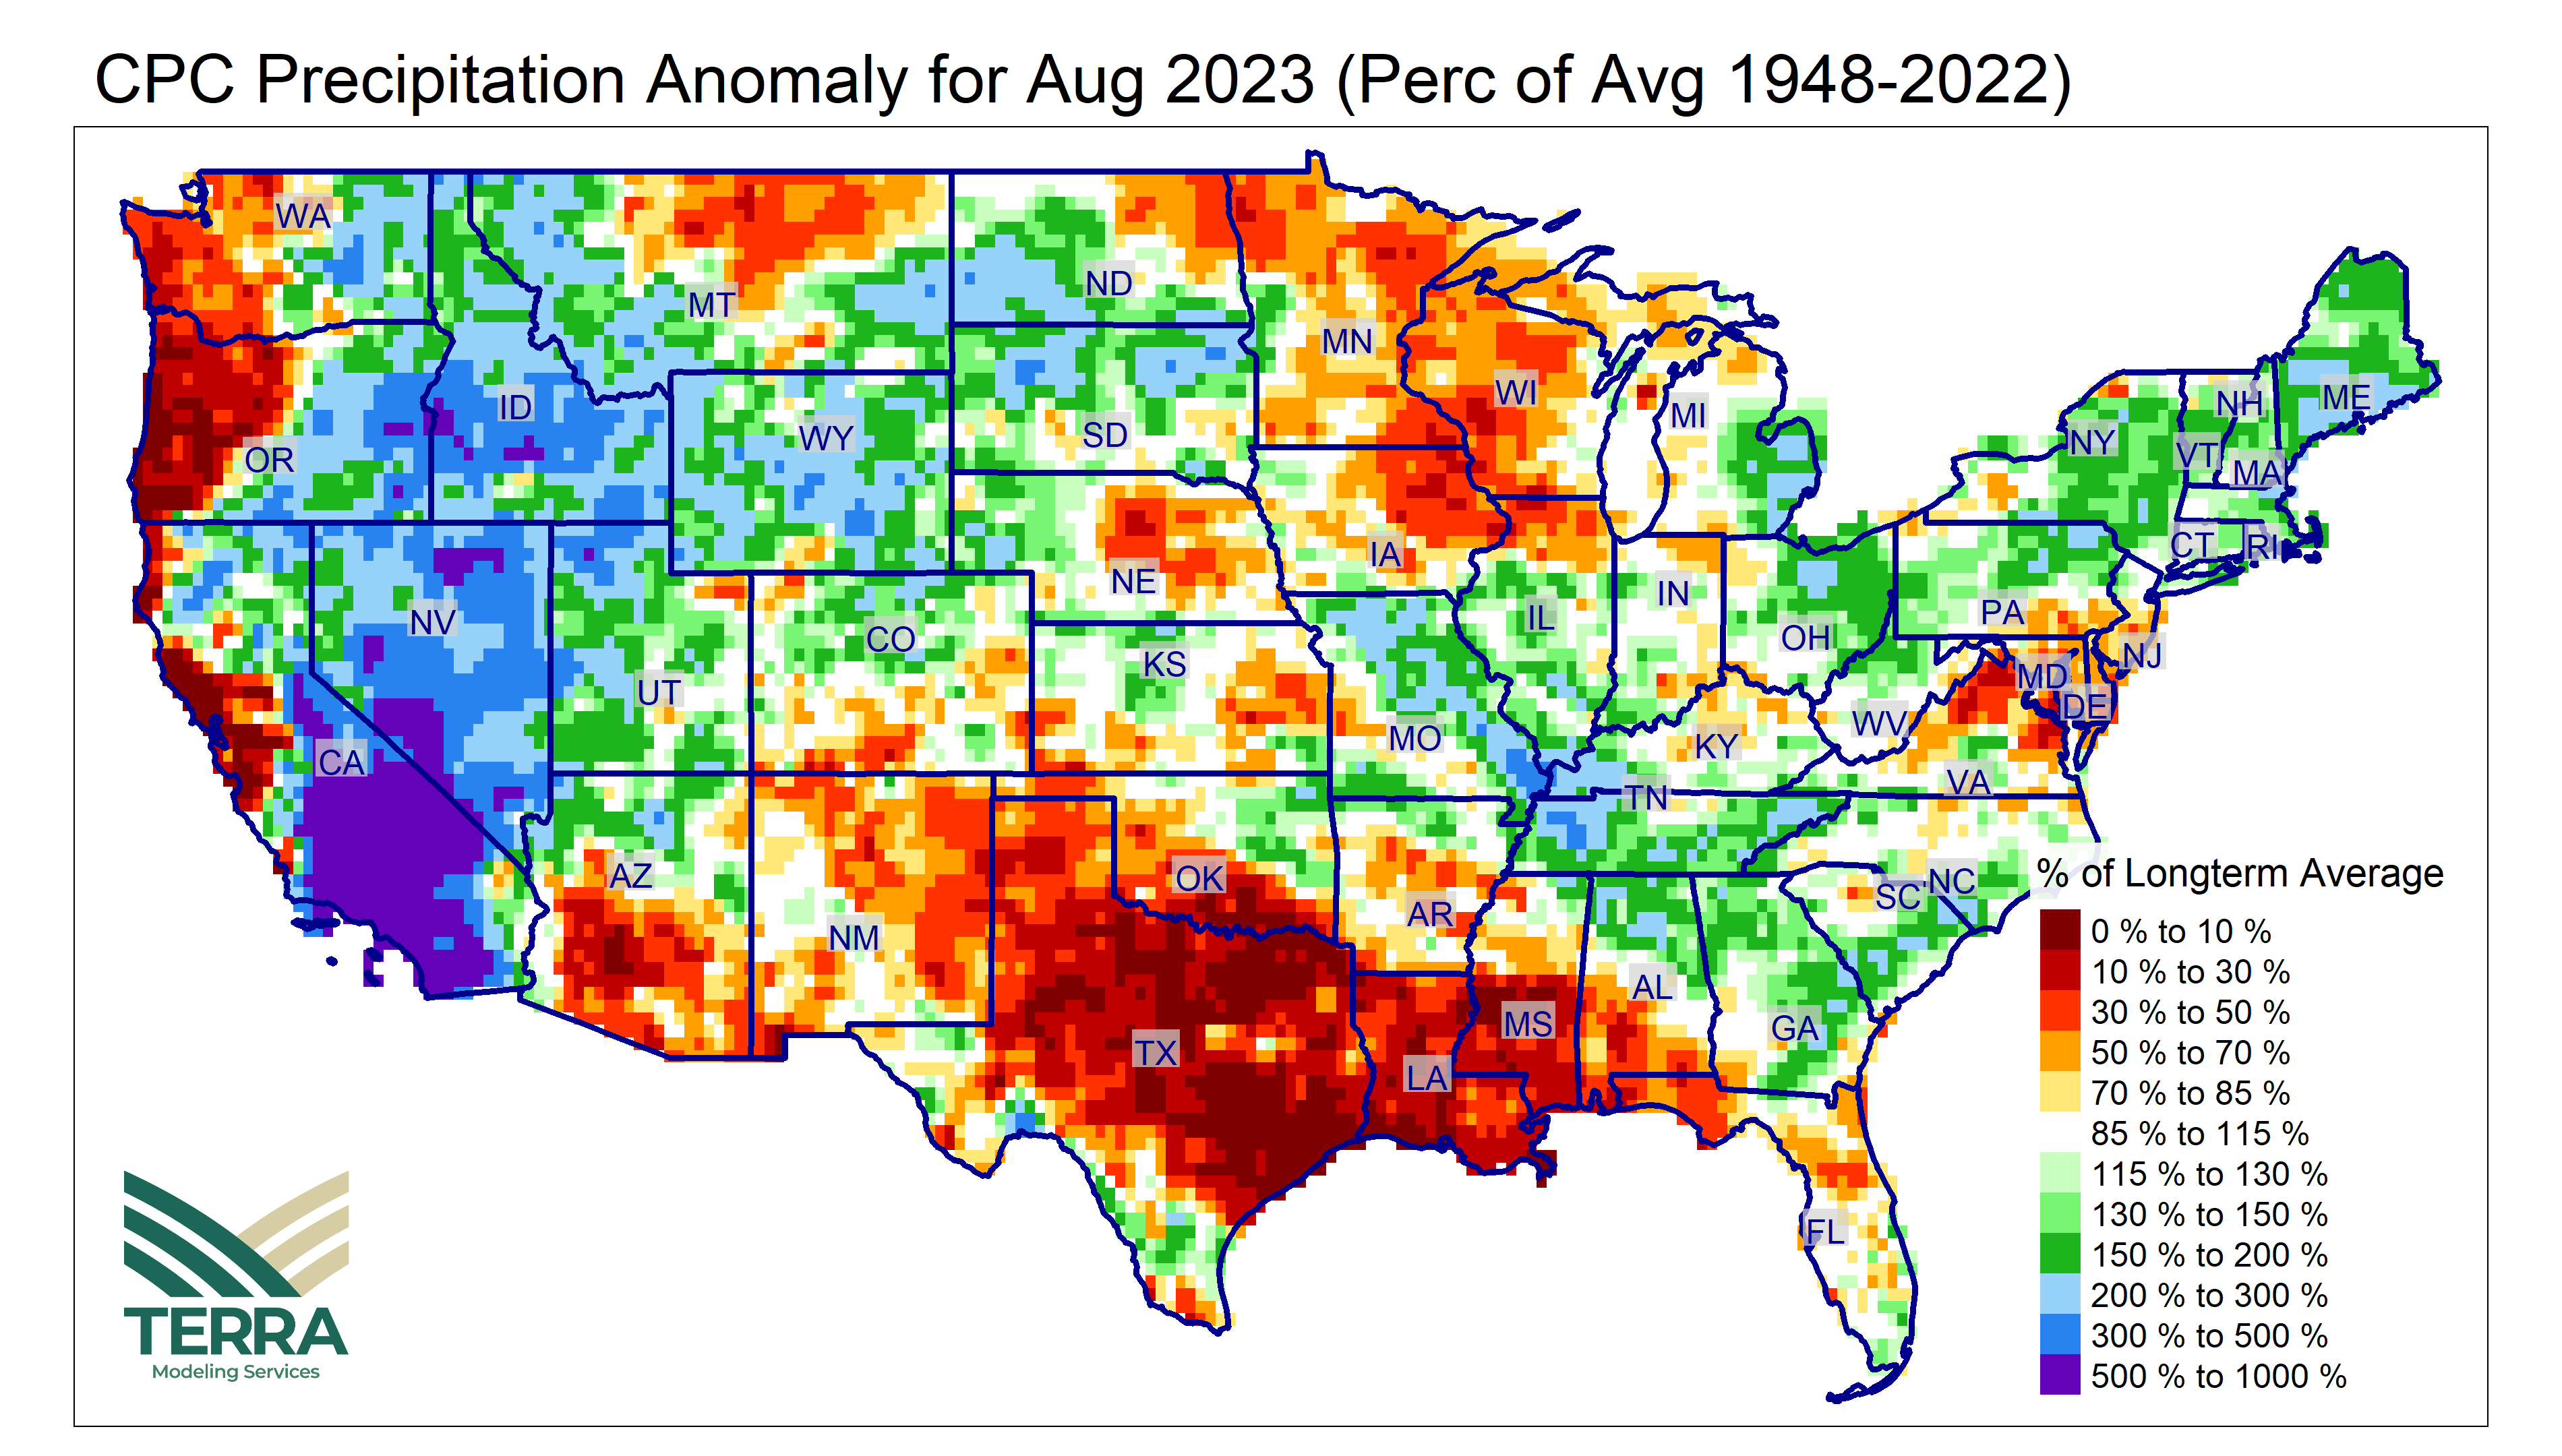 CPC Precipitation Anomaly for Aug 2023 (Perc of Avg 1948-2022)
WA
MT
ND
MN
WI
MI
ME
NH
VT
NY
MA
CT
RI
OR
ID
WY
SD
IA
NE
IL
IN
OH
PA
NJ
MD
DE
WV
VA
NV
UT
CO
KS
MO
KY
CA
AZ
NM
OK
AR
TN
NC
SC
TX
LA
MS
AL
GA
FL
% of Longterm Average
0 % to 10 %
10 % to 30 %
30 % to 50 %
50 % to 70 %
70 % to 85 %
85 % to 115 %
115 % to 130 %
130 % to 150 %
150 % to 200 %
200 % to 300 %
300 % to 500 %
500 % to 1000 %
TERRA
Modeling Services